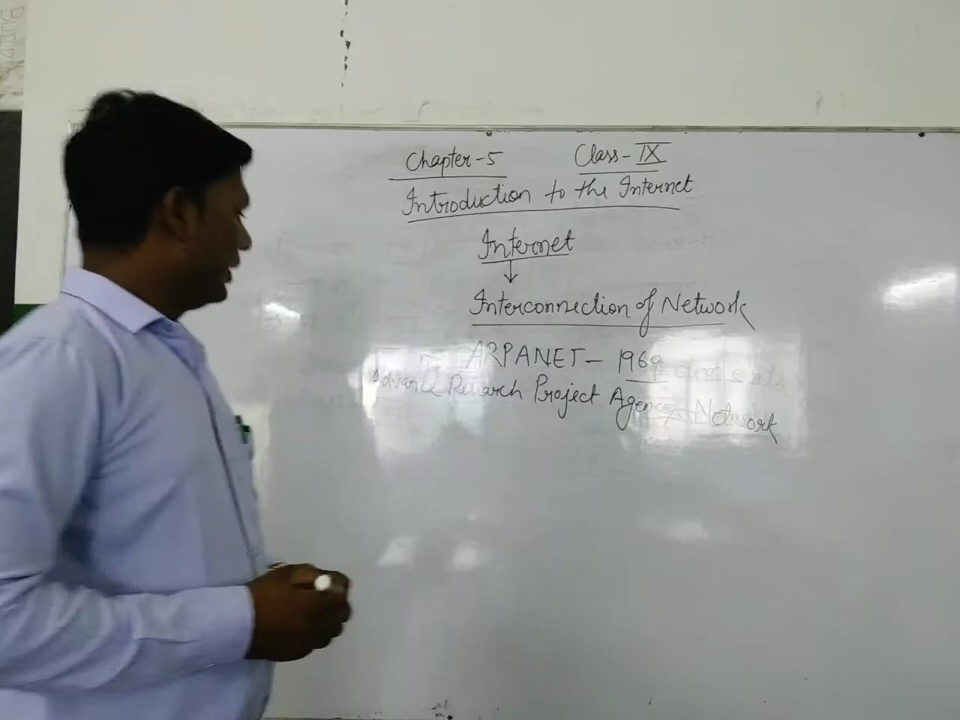 Chapter-5 Class-IX
Introduction to the Internet
Internet
Interconnection of Network
ARPANET- 1969
Advance Research Project Agency Network